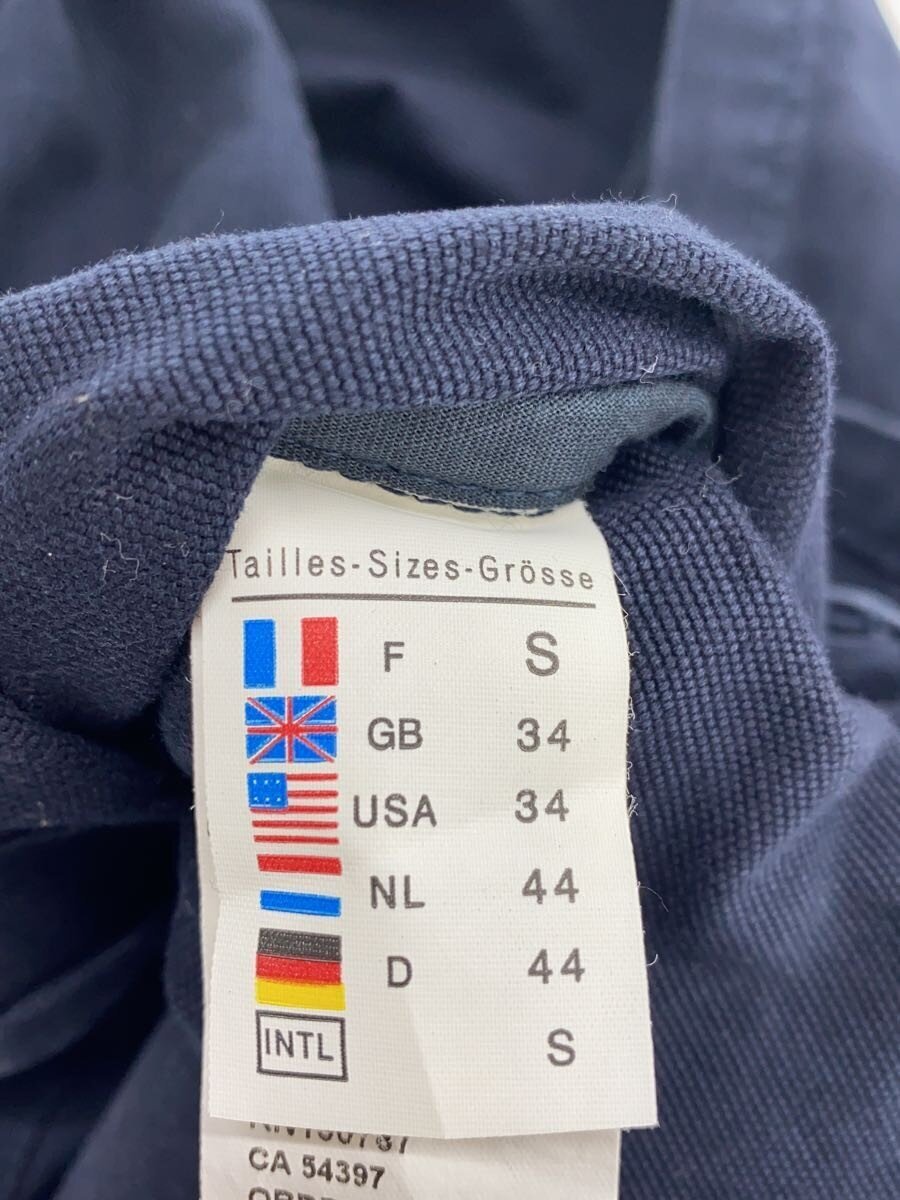 Tailles-Sizes-Grösse
F S
GB 34
USA 34
NL 44
D 44
INTL S
CA 54397